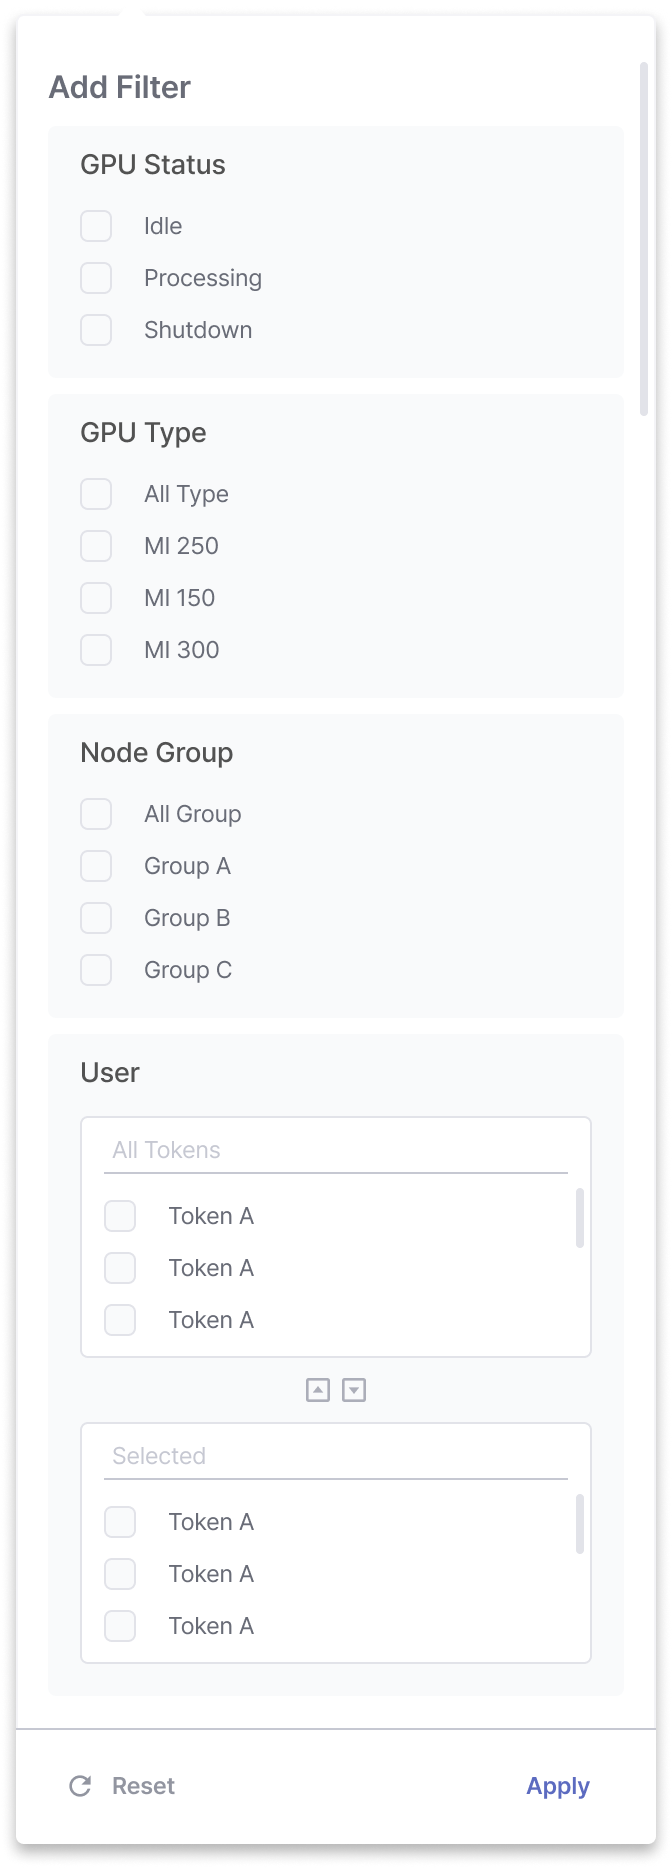 Add Filter
GPU Status
Idle
Processing
Shutdown
GPU Type
All Type
MI 250
MI 150
MI 300
Node Group
All Group
Group A
Group B
Group C
User
All Tokens
Token A
Token A
Token A
Selected
Token A
Token A
Token A
Reset
Apply